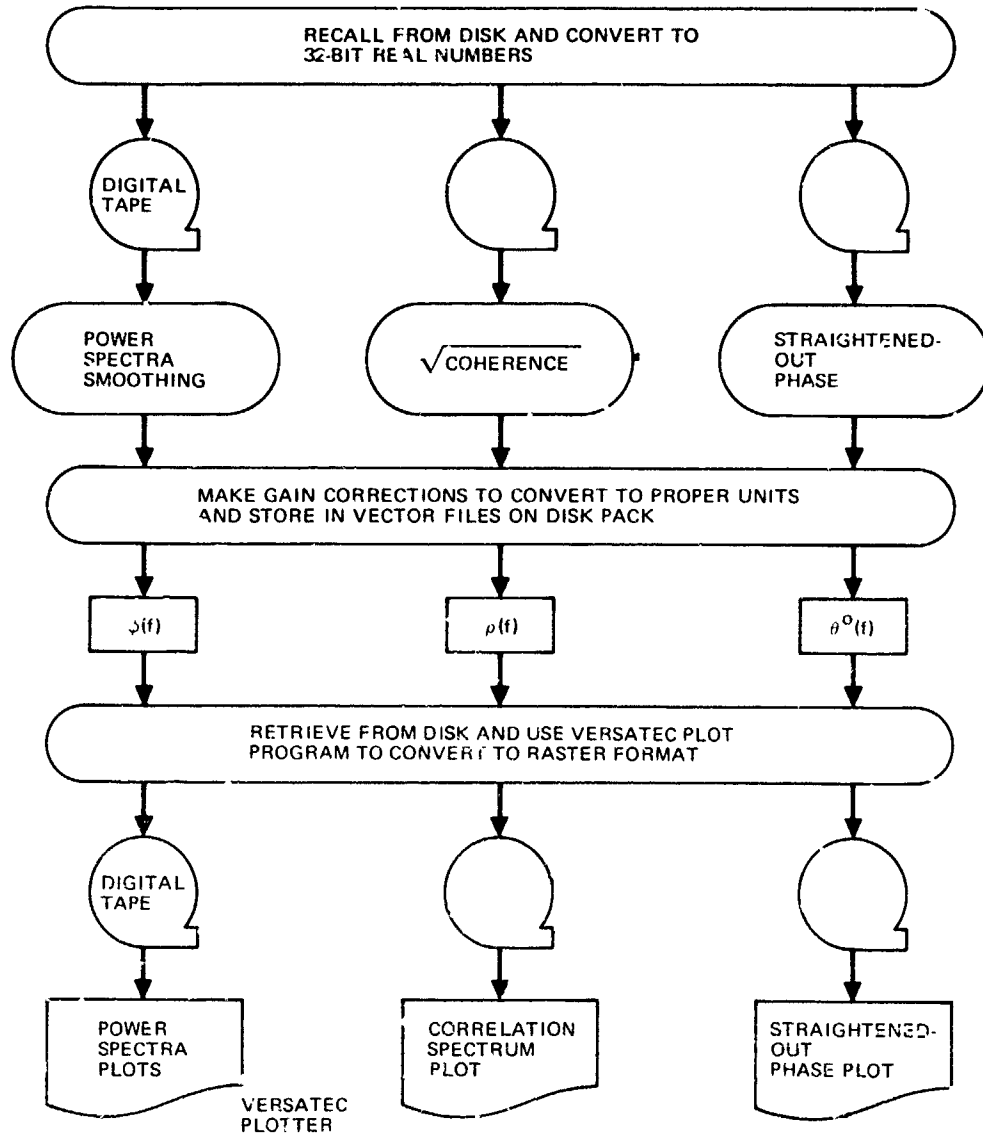 RECALL FROM DISK AND CONVERT TO
32-BIT REAL NUMBERS
DIGITAL
TAPE
POWER
SPECTRA
SMOOTHING
√COHERENCE
STRAIGHTENED-
OUT
PHASE
MAKE GAIN CORRECTIONS TO CONVERT TO PROPER UNITS
AND STORE IN VECTOR FILES ON DISK PACK
ϕ(f)
ρ(f)
θ°(f)
RETRIEVE FROM DISK AND USE VERSATEC PLOT
PROGRAM TO CONVERT TO RASTER FORMAT
DIGITAL
TAPE
POWER
SPECTRA
PLOTS
VERSATEC
PLOTTER
CORRELATION
SPECTRUM
PLOT
STRAIGHTENED-
OUT
PHASE PLOT